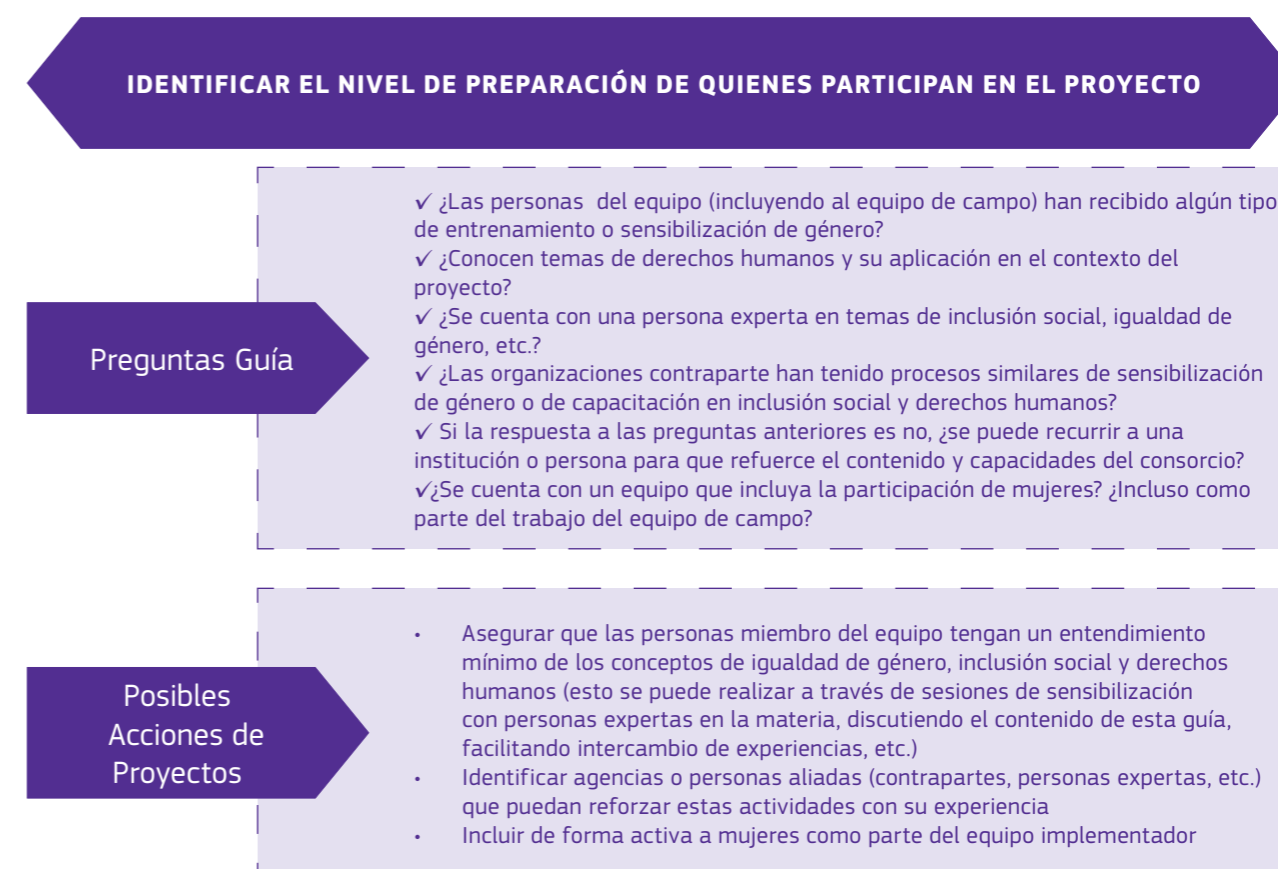 IDENTIFICAR EL NIVEL DE PREPARACIÓN DE QUIENES PARTICIPAN EN EL PROYECTO
Preguntas Guía
✓ ¿Las personas  del equipo (incluyendo al equipo de campo) han recibido algún tipo
de entrenamiento o sensibilización de género?
✓ ¿Conocen temas de derechos humanos y su aplicación en el contexto del
proyecto?
✓ ¿Se cuenta con una persona experta en temas de inclusión social, igualdad de
género, etc.?
✓ ¿Las organizaciones contraparte han tenido procesos similares de sensibilización
de género o de capacitación en inclusión social y derechos humanos?
✓ Si la respuesta a las preguntas anteriores es no, ¿se puede recurrir a una
institución o persona para que refuerce el contenido y capacidades del consorcio?
✓¿Se cuenta con un equipo que incluya la participación de mujeres? ¿Incluso como
parte del trabajo del equipo de campo?
Posibles
Acciones de
Proyectos
• Asegurar que las personas miembro del equipo tengan un entendimiento
mínimo de los conceptos de igualdad de género, inclusión social y derechos
humanos (esto se puede realizar a través de sesiones de sensibilización
con personas expertas en la materia, discutiendo el contenido de esta guía,
facilitando intercambio de experiencias, etc.)
• Identificar agencias o personas aliadas (contrapartes, personas expertas, etc.)
que puedan reforzar estas actividades con su experiencia
• Incluir de forma activa a mujeres como parte del equipo implementador